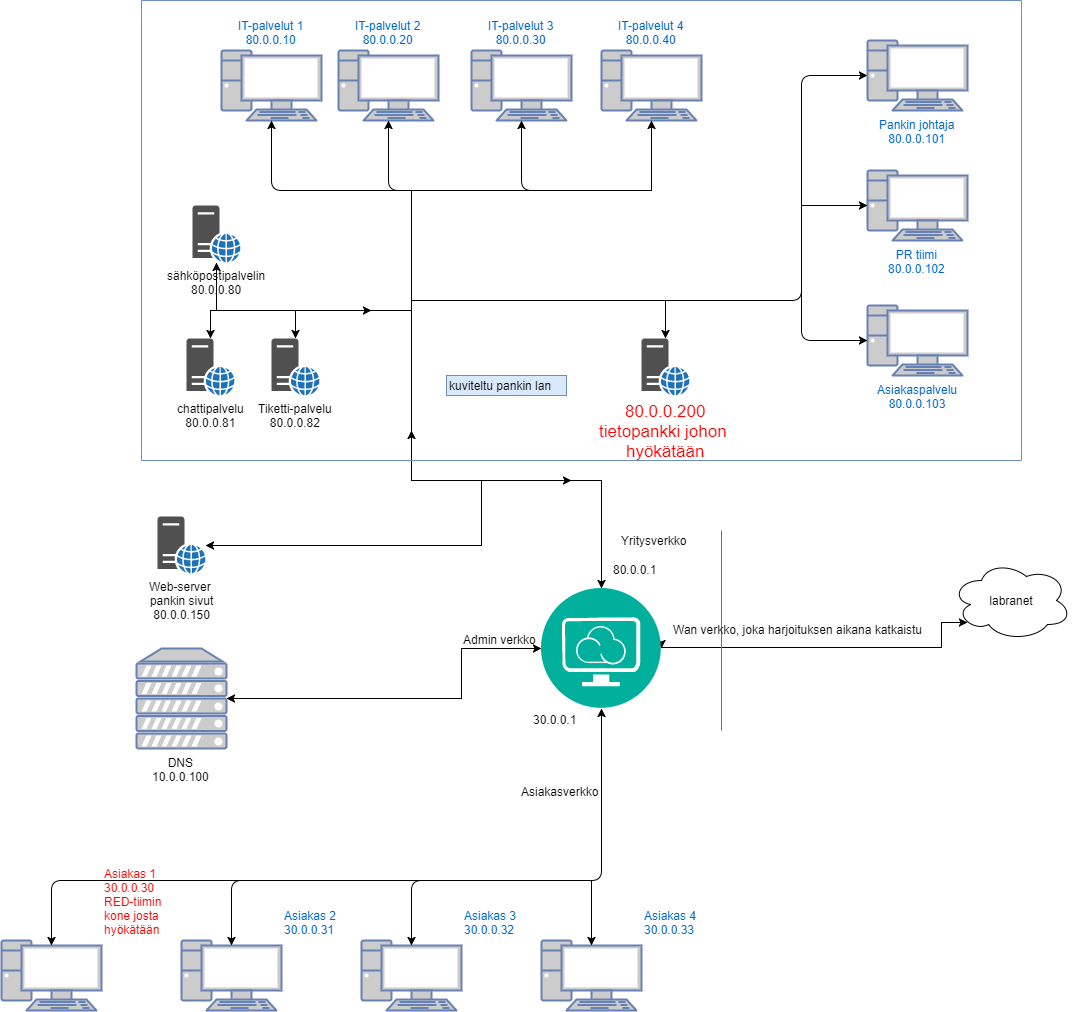 IT-palvelut 1
80.0.0.10
IT-palvelut 2
80.0.0.20
IT-palvelut 3
80.0.0.30
IT-palvelut 4
80.0.0.40
Pankin johtaja
80.0.0.101
PR tiimi
80.0.0.102
Asiakaspalvelu
80.0.0.103
sähköpostipalvelin
80.0.0.80
chattipalvelu
80.0.0.81
Tiketti-palvelu
80.0.0.82
kuviteltu pankin lan
80.0.0.200
tietopankki johon
hyökätään
Yritysverkko
80.0.0.1
Web-server
pankin sivut
80.0.0.150
labranet
Wan verkko, joka harjoituksen aikana katkaistu
Admin verkko
30.0.0.1
DNS
10.0.0.100
Asiakasverkko
Asiakas 1
30.0.0.30
RED-tiimin
kone josta
hyökätään
Asiakas 2
30.0.0.31
Asiakas 3
30.0.0.32
Asiakas 4
30.0.0.33